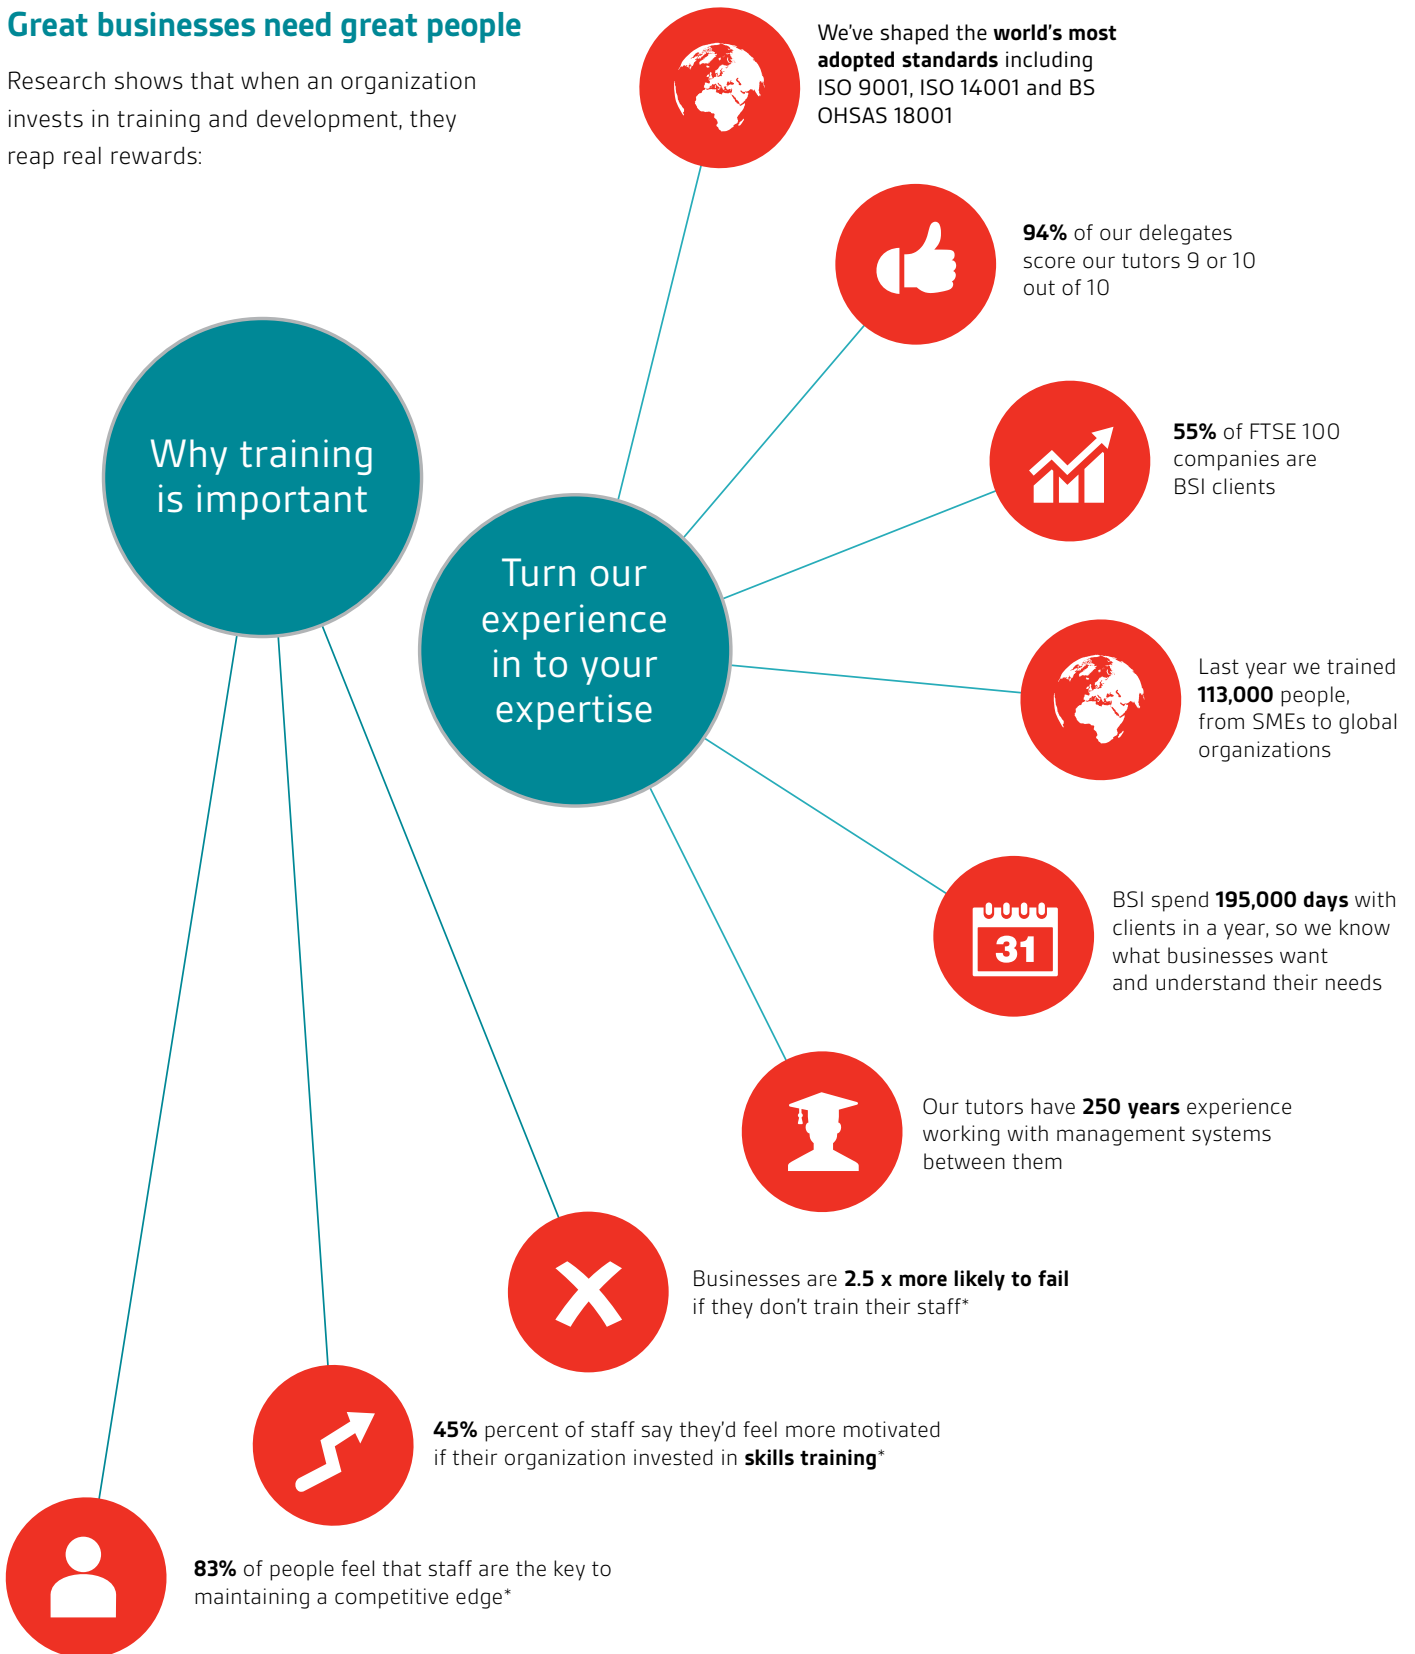 Great businesses need great people
Research shows that when an organization
invests in training and development, they
reap real rewards:
We've shaped the world's most
adopted standards including
ISO 9001, ISO 14001 and BS
OHSAS 18001
94% of our delegates
score our tutors 9 or 10
out of 10
Why training
is important
55% of FTSE 100
companies are
BSI clients
Turn our
experience
in to your
expertise
Last year we trained
113,000 people,
from SMEs to global
organizations
31
BSI spend 195,000 days with
clients in a year, so we know
what businesses want
and understand their needs
Our tutors have 250 years experience
working with management systems
between them
Businesses are 2.5 x more likely to fail
if they don't train their staff*
45% percent of staff say they'd feel more motivated
if their organization invested in skills training*
83% of people feel that staff are the key to
maintaining a competitive edge*